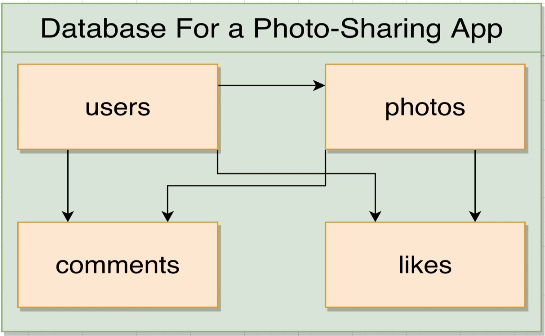 Database For a Photo-Sharing App
users
photos
comments
likes